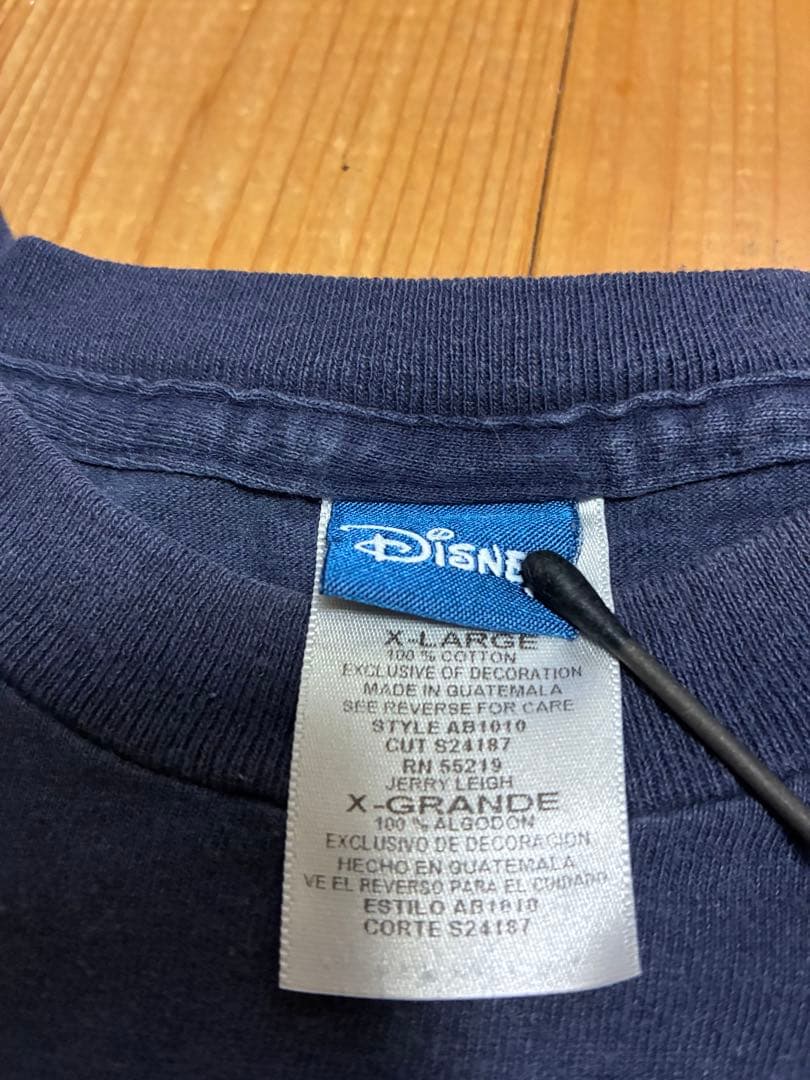 DISNE
X-LARGE
100 % COTTON
EXCLUSIVE OF DECORATION
MADE IN GUATEMALA
SEE REVERSE FOR CARE
STYLE AB1010
CUT S24187
RN 55219
JERRY LEIGH
X-GRANDE
100 % ALGODON
EXCLUSIVO DE DECORACION
HECHO EN GUATEMALA
VE EL REVERSO PARA EL CUIDADO
ESTILO AB1010
CORTE S24187